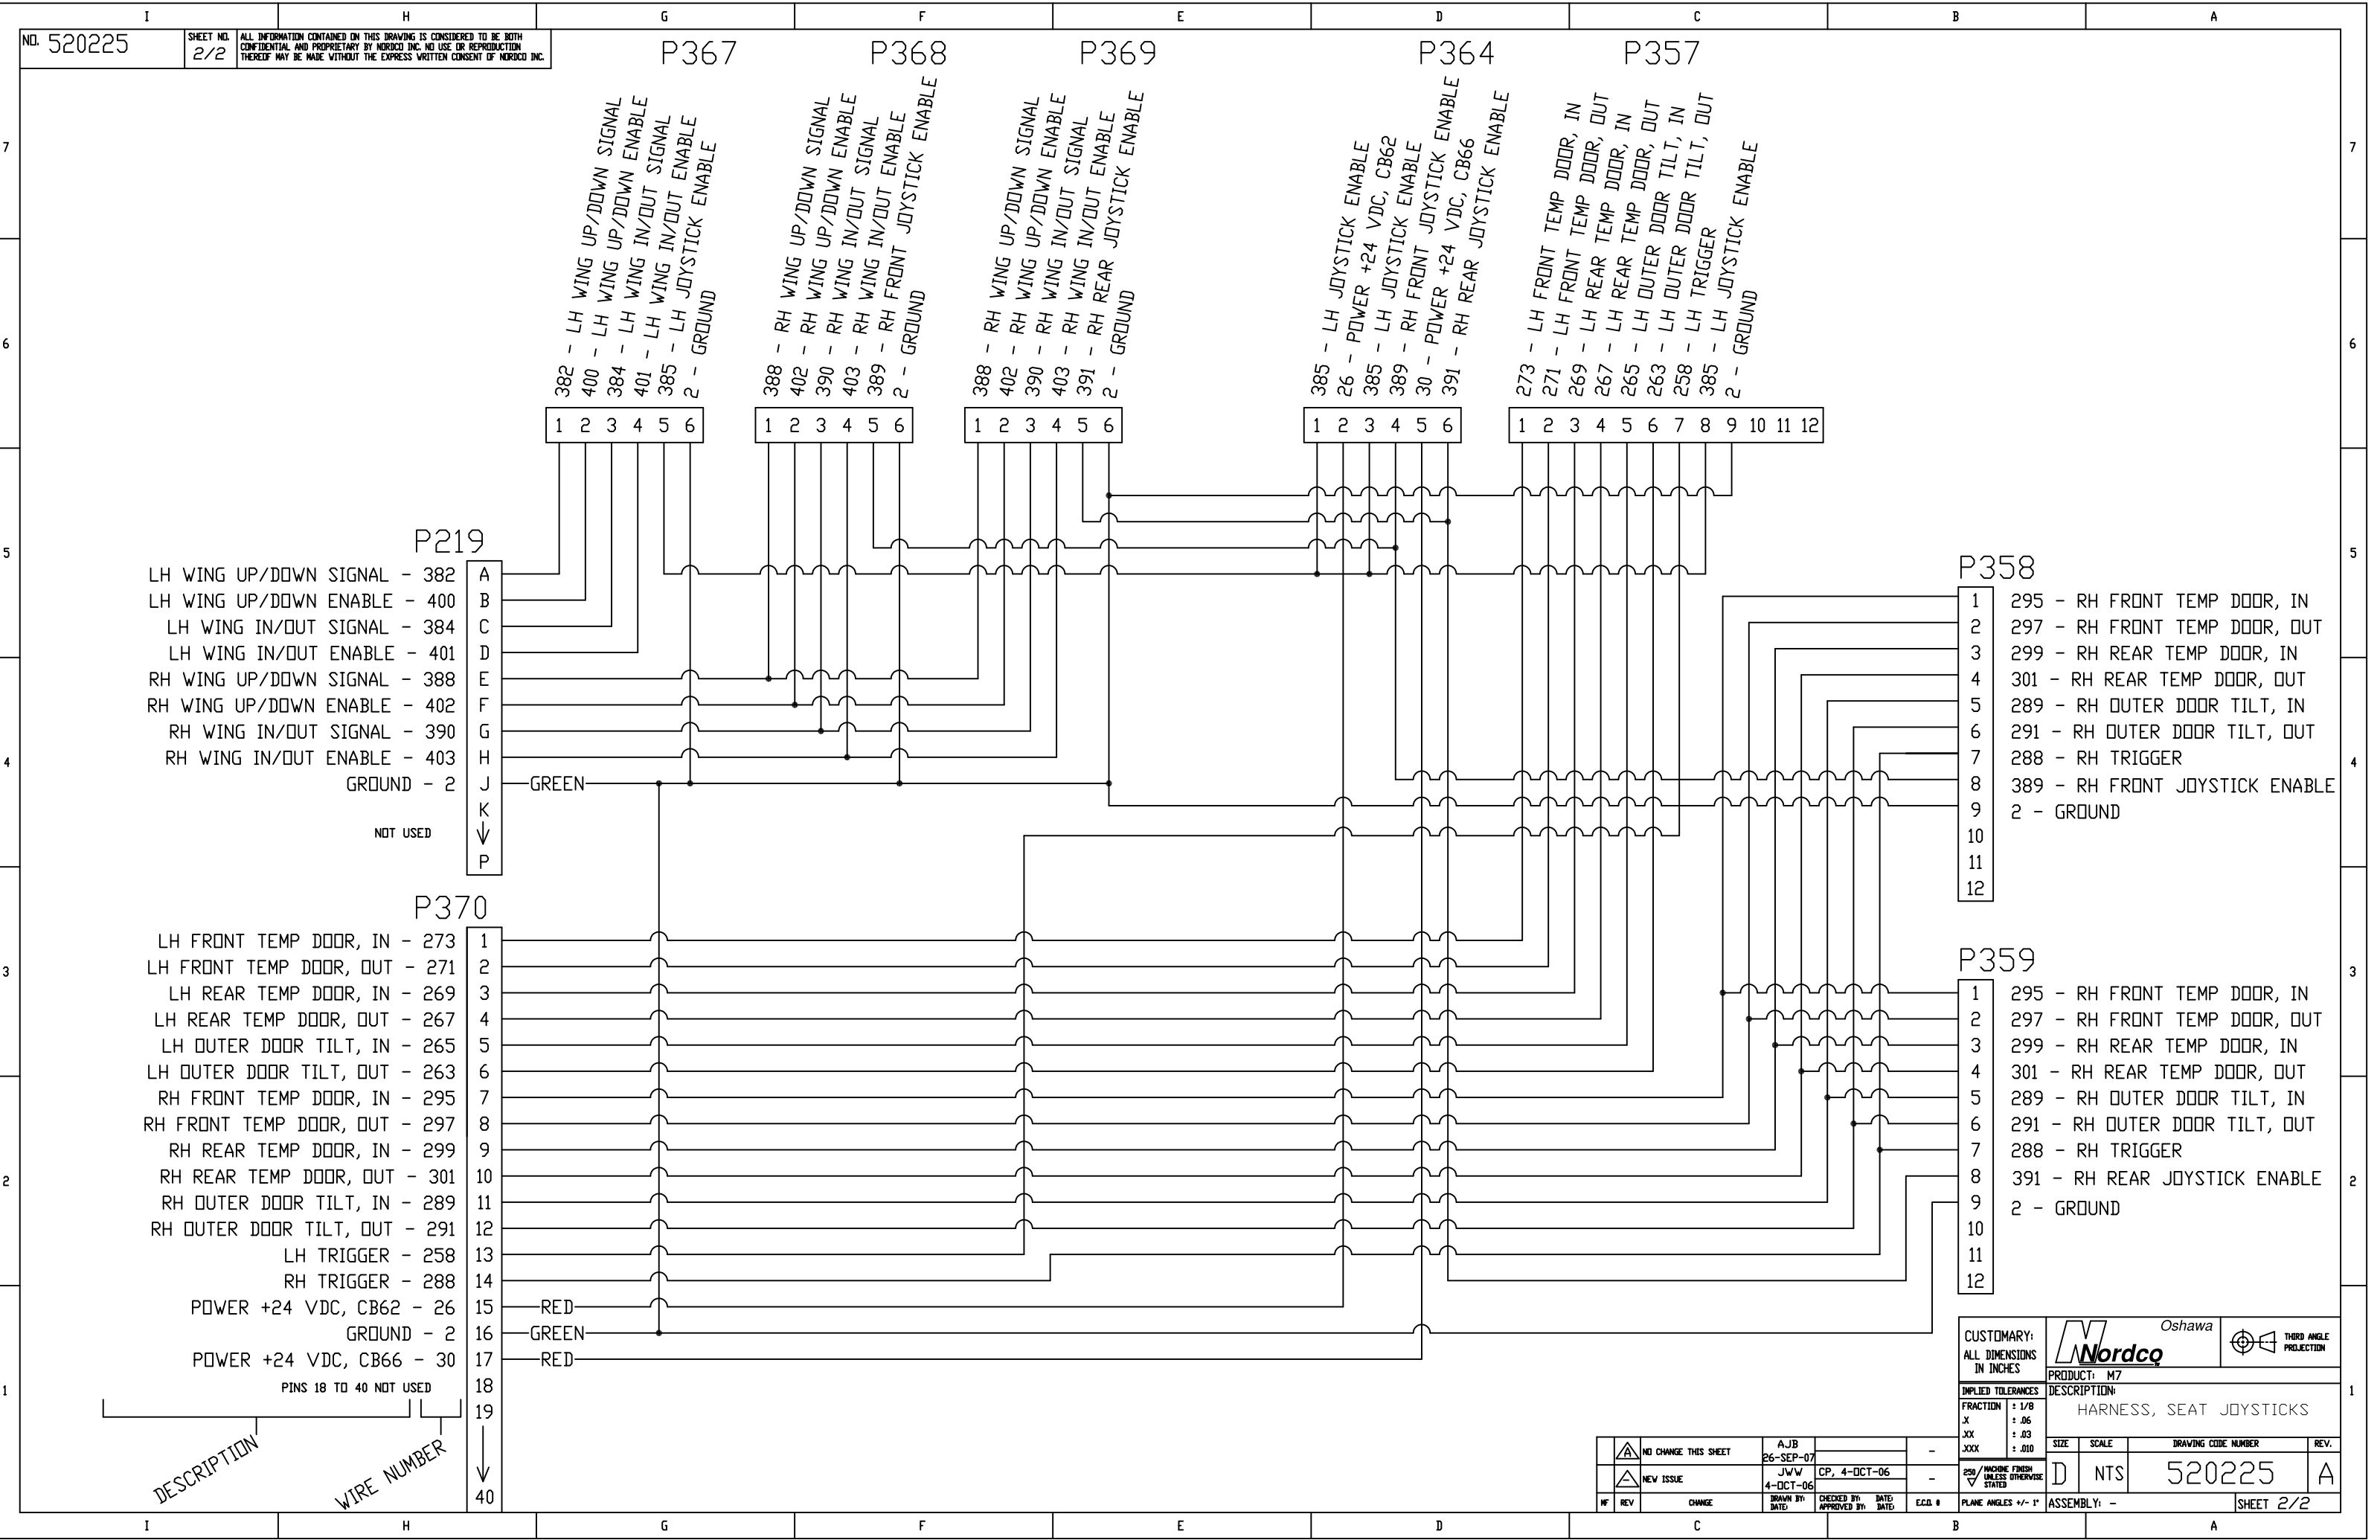 I H G F E D C B A
NO. 520225
SHEET NO. 2/2
ALL INFORMATION CONTAINED ON THIS DRAWING IS CONSIDERED TO BE BOTH
CONFIDENTIAL AND PROPRIETARY BY NORDCO INC. NO USE OR REPRODUCTION
THEREOF MAY BE MADE WITHOUT THE EXPRESS WRITTEN CONSENT OF NORDCO INC.
7
6
5
4
3
2
1
P367
382 - LH WING UP/DOWN SIGNAL
400 - LH WING UP/DOWN ENABLE
384 - LH WING IN/OUT SIGNAL
401 - LH WING IN/OUT ENABLE
385 - LH JOYSTICK ENABLE
2 - GROUND
1 2 3 4 5 6
P368
388 - RH WING UP/DOWN SIGNAL
402 - RH WING UP/DOWN ENABLE
390 - RH WING IN/OUT SIGNAL
403 - RH WING IN/OUT ENABLE
389 - RH FRONT JOYSTICK ENABLE
2 - GROUND
1 2 3 4 5 6
P369
388 - RH WING UP/DOWN SIGNAL
402 - RH WING UP/DOWN ENABLE
390 - RH WING IN/OUT SIGNAL
403 - RH WING IN/OUT ENABLE
391 - RH REAR JOYSTICK ENABLE
2 - GROUND
1 2 3 4 5 6
P364
385 - LH JOYSTICK ENABLE
26 - POWER +24 VDC, CB62
385 - LH JOYSTICK ENABLE
389 - RH FRONT JOYSTICK ENABLE
30 - POWER +24 VDC, CB66
391 - RH REAR JOYSTICK ENABLE
1 2 3 4 5 6
P357
273 - LH FRONT TEMP DOOR, IN
271 - LH FRONT TEMP DOOR, OUT
269 - LH REAR TEMP DOOR, IN
267 - LH REAR TEMP DOOR, OUT
265 - LH OUTER DOOR TILT, IN
263 - LH OUTER DOOR TILT, OUT
258 - LH TRIGGER
385 - LH JOYSTICK ENABLE
2 - GROUND
1 2 3 4 5 6 7 8 9 10 11 12
P219
LH WING UP/DOWN SIGNAL - 382 A
LH WING UP/DOWN ENABLE - 400 B
LH WING IN/OUT SIGNAL - 384 C
LH WING IN/OUT ENABLE - 401 D
RH WING UP/DOWN SIGNAL - 388 E
RH WING UP/DOWN ENABLE - 402 F
RH WING IN/OUT SIGNAL - 390 G
RH WING IN/OUT ENABLE - 403 H
GROUND - 2 J GREEN
K
NOT USED
P
P358
1 295 - RH FRONT TEMP DOOR, IN
2 297 - RH FRONT TEMP DOOR, OUT
3 299 - RH REAR TEMP DOOR, IN
4 301 - RH REAR TEMP DOOR, OUT
5 289 - RH OUTER DOOR TILT, IN
6 291 - RH OUTER DOOR TILT, OUT
7 288 - RH TRIGGER
8 389 - RH FRONT JOYSTICK ENABLE
9 2 - GROUND
10
11
12
P370
LH FRONT TEMP DOOR, IN - 273 1
LH FRONT TEMP DOOR, OUT - 271 2
LH REAR TEMP DOOR, IN - 269 3
LH REAR TEMP DOOR, OUT - 267 4
LH OUTER DOOR TILT, IN - 265 5
LH OUTER DOOR TILT, OUT - 263 6
RH FRONT TEMP DOOR, IN - 295 7
RH FRONT TEMP DOOR, OUT - 297 8
RH REAR TEMP DOOR, IN - 299 9
RH REAR TEMP DOOR, OUT - 301 10
RH OUTER DOOR TILT, IN - 289 11
RH OUTER DOOR TILT, OUT - 291 12
LH TRIGGER - 258 13
RH TRIGGER - 288 14
POWER +24 VDC, CB62 - 26 15 RED
GROUND - 2 16 GREEN
POWER +24 VDC, CB66 - 30 17 RED
PINS 18 TO 40 NOT USED 18
19
40
DESCRIPTION
WIRE NUMBER
P359
1 295 - RH FRONT TEMP DOOR, IN
2 297 - RH FRONT TEMP DOOR, OUT
3 299 - RH REAR TEMP DOOR, IN
4 301 - RH REAR TEMP DOOR, OUT
5 289 - RH OUTER DOOR TILT, IN
6 291 - RH OUTER DOOR TILT, OUT
7 288 - RH TRIGGER
8 391 - RH REAR JOYSTICK ENABLE
9 2 - GROUND
10
11
12
CUSTOMARY:
ALL DIMENSIONS
IN INCHES
Nordco Oshawa
THIRD ANGLE
PROJECTION
PRODUCT: M7
IMPLIED TOLERANCES
FRACTION ± 1/8
.X ± .06
.XX ± .03
.XXX ± .010
DESCRIPTION:
HARNESS, SEAT JOYSTICKS
250 MACHINE FINISH
UNLESS OTHERWISE
STATED
SIZE SCALE DRAWING CODE NUMBER REV.
D NTS 520225 A
PLANE ANGLES +/- 1° ASSEMBLY: - SHEET 2/2
A NO CHANGE THIS SHEET AJB 26-SEP-07 -
- NEW ISSUE JWW 4-OCT-06 CP, 4-OCT-06 -
MF REV CHANGE DRAWN BY: DATE: CHECKED BY: DATE: APPROVED BY: DATE: E.C.O. #
7
6
5
4
3
2
1
I H G F E D C B A